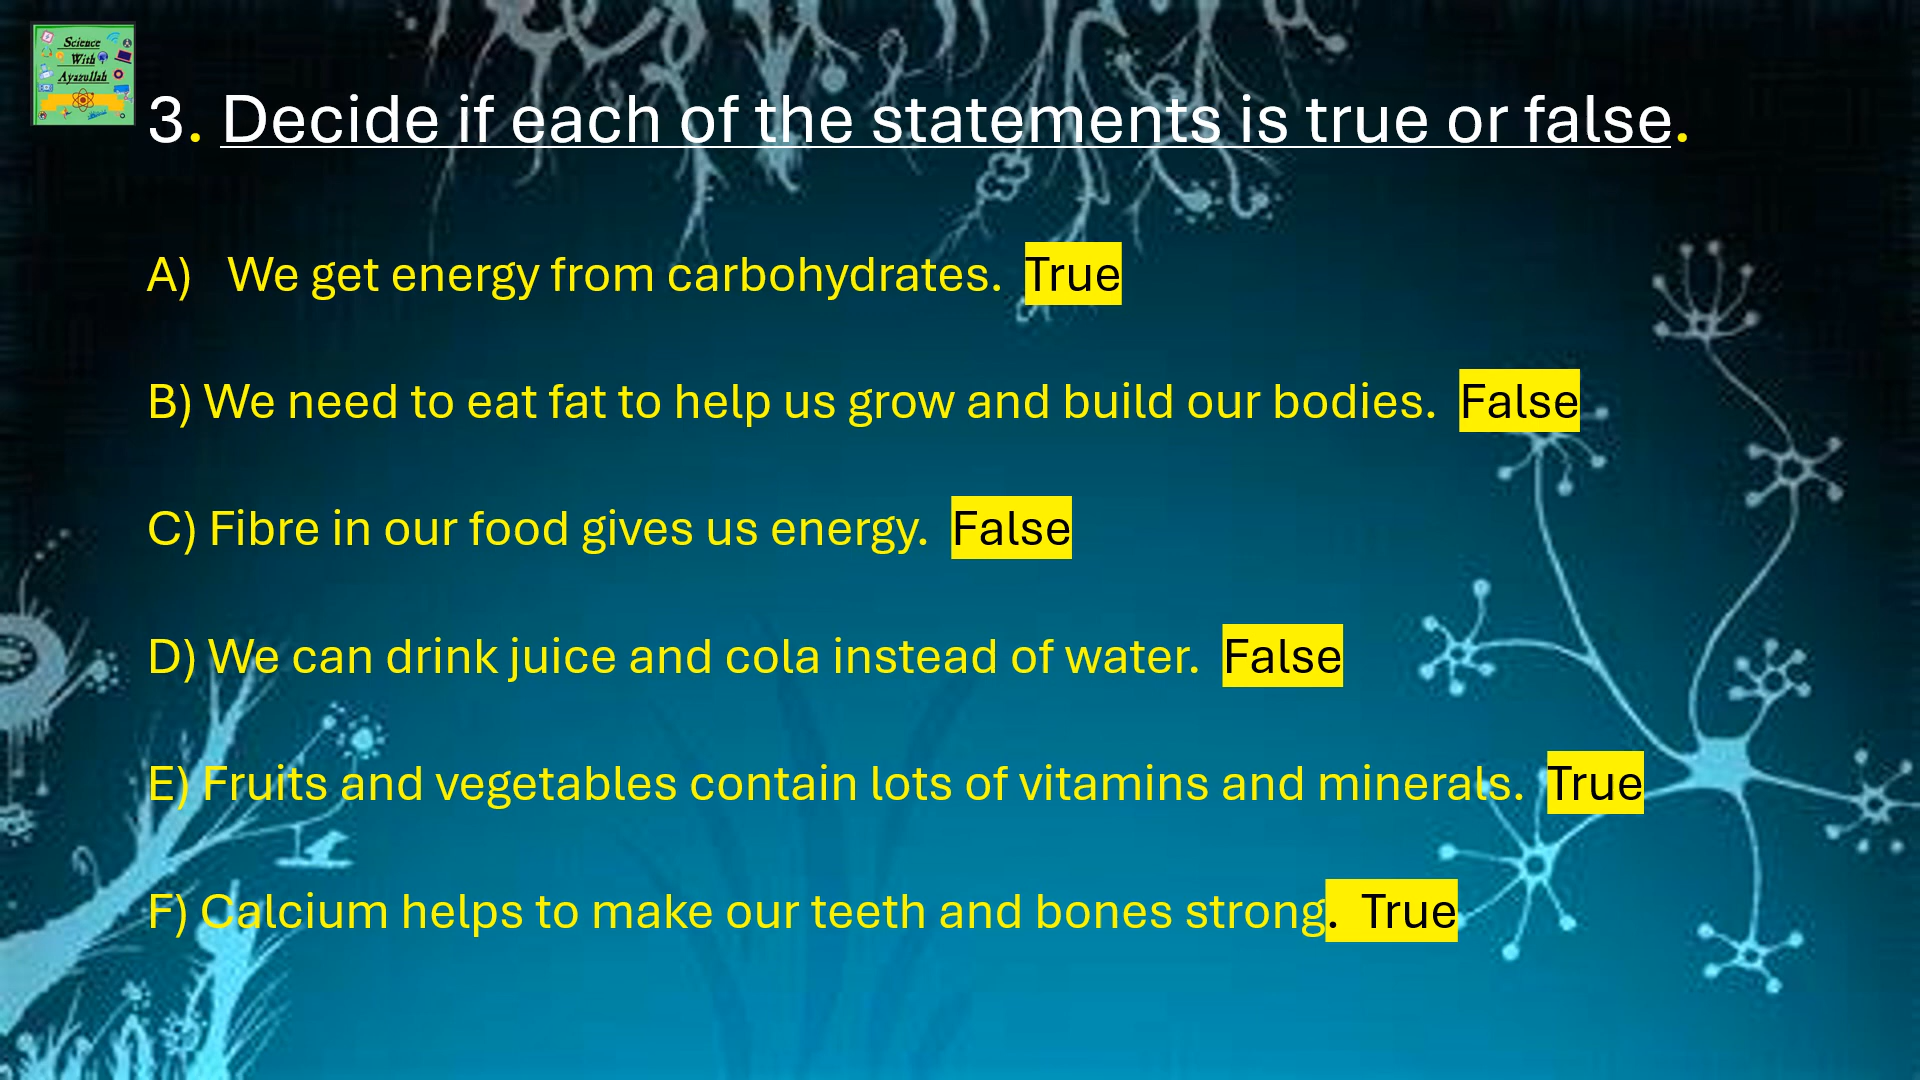 Science
With
Ayazullah
3. Decide if each of the statements is true or false.
A) We get energy from carbohydrates. True
B) We need to eat fat to help us grow and build our bodies. False
C) Fibre in our food gives us energy. False
D) We can drink juice and cola instead of water. False
E) Fruits and vegetables contain lots of vitamins and minerals. True
F) Calcium helps to make our teeth and bones strong. True